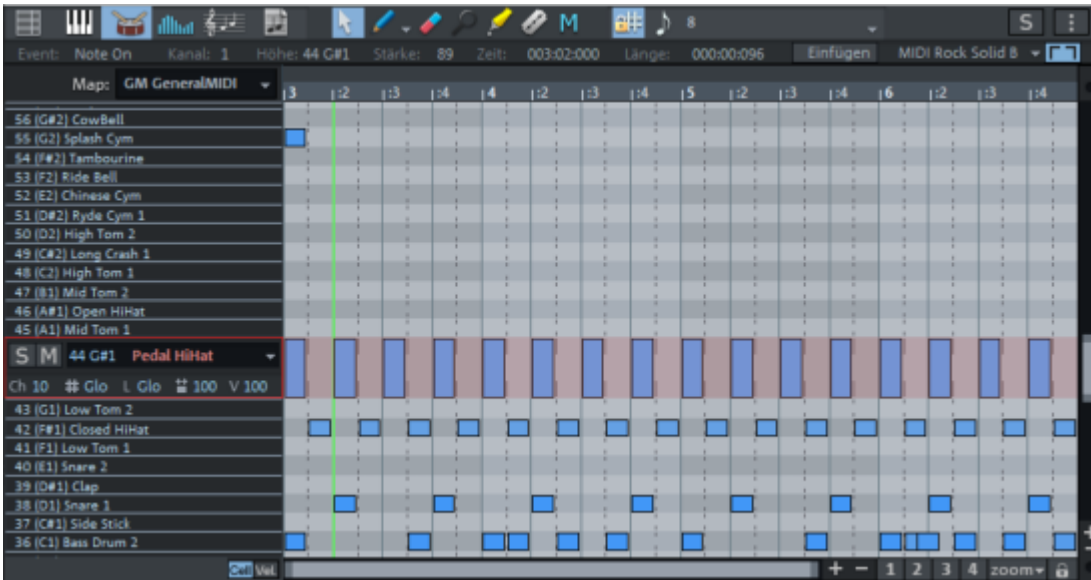 M 8 S
Event: Note On Kanal: 1 Höhe: 44 G#1 Stärke: 89 Zeit: 003:02:000 Länge: 000:00:096 Einfügen MIDI Rock Solid B
Map: GM GeneralMIDI
3 :2 :3 :4 4 :2 :3 :4 5 :2 :3 :4 6 :2 :3 :4
56 (G#2) CowBell
55 (G2) Splash Cym
54 (F#2) Tambourine
53 (F2) Ride Bell
52 (E2) Chinese Cym
51 (D#2) Ryde Cym 1
50 (D2) High Tom 2
49 (C#2) Long Crash 1
48 (C2) High Tom 1
47 (B1) Mid Tom 2
46 (A#1) Open HiHat
45 (A1) Mid Tom 1
S M 44 G#1 Pedal HiHat
Ch 10 # Glo L Glo 100 V 100
43 (G1) Low Tom 2
42 (F#1) Closed HiHat
41 (F1) Low Tom 1
40 (E1) Snare 2
39 (D#1) Clap
38 (D1) Snare 1
37 (C#1) Side Stick
36 (C1) Bass Drum 2
Cell Vel. + − 1 2 3 4 zoom